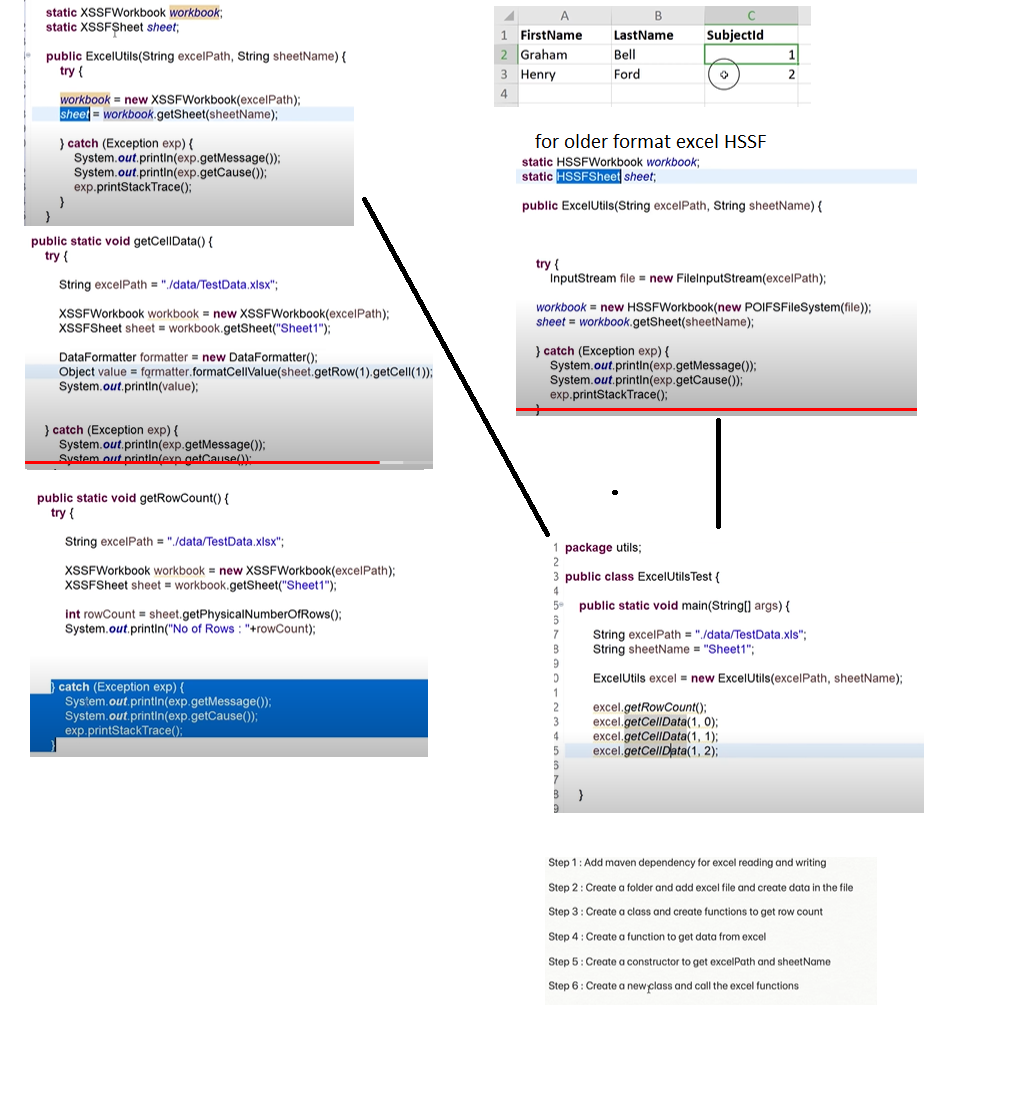 static XSSFWorkbook workbook;
static XSSFSheet sheet;
public ExcelUtils(String excelPath, String sheetName) {
try {
workbook = new XSSFWorkbook(excelPath);
sheet = workbook.getSheet(sheetName);
} catch (Exception exp) {
System.out.println(exp.getMessage());
System.out.println(exp.getCause());
exp.printStackTrace();
}
}
public static void getCellData() {
try {
String excelPath = "./data/TestData.xlsx";
XSSFWorkbook workbook = new XSSFWorkbook(excelPath);
XSSFSheet sheet = workbook.getSheet("Sheet1");
DataFormatter formatter = new DataFormatter();
Object value = formatter.formatCellValue(sheet.getRow(1).getCell(1));
System.out.println(value);
} catch (Exception exp) {
System.out.println(exp.getMessage());
System.out.println(exp.getCause());
public static void getRowCount() {
try {
String excelPath = "./data/TestData.xlsx";
XSSFWorkbook workbook = new XSSFWorkbook(excelPath);
XSSFSheet sheet = workbook.getSheet("Sheet1");
int rowCount = sheet.getPhysicalNumberOfRows();
System.out.println("No of Rows : "+rowCount);
} catch (Exception exp) {
System.out.println(exp.getMessage());
System.out.println(exp.getCause());
exp.printStackTrace();
}
A B C
1 FirstName LastName SubjectId
2 Graham Bell 1
3 Henry Ford 2
4
for older format excel HSSF
static HSSFWorkbook workbook;
static HSSFSheet sheet;
public ExcelUtils(String excelPath, String sheetName) {
try {
InputStream file = new FileInputStream(excelPath);
workbook = new HSSFWorkbook(new POIFSFileSystem(file));
sheet = workbook.getSheet(sheetName);
} catch (Exception exp) {
System.out.println(exp.getMessage());
System.out.println(exp.getCause());
exp.printStackTrace();
}
1 package utils;
2
3 public class ExcelUtilsTest {
4
5 public static void main(String[] args) {
6
7 String excelPath = "./data/TestData.xls";
8 String sheetName = "Sheet1";
9
0 ExcelUtils excel = new ExcelUtils(excelPath, sheetName);
1
2 excel.getRowCount();
3 excel.getCellData(1, 0);
4 excel.getCellData(1, 1);
5 excel.getCellData(1, 2);
6
7
8 }
9
Step 1 : Add maven dependency for excel reading and writing
Step 2 : Create a folder and add excel file and create data in the file
Step 3 : Create a class and create functions to get row count
Step 4 : Create a function to get data from excel
Step 5 : Create a constructor to get excelPath and sheetName
Step 6 : Create a new class and call the excel functions